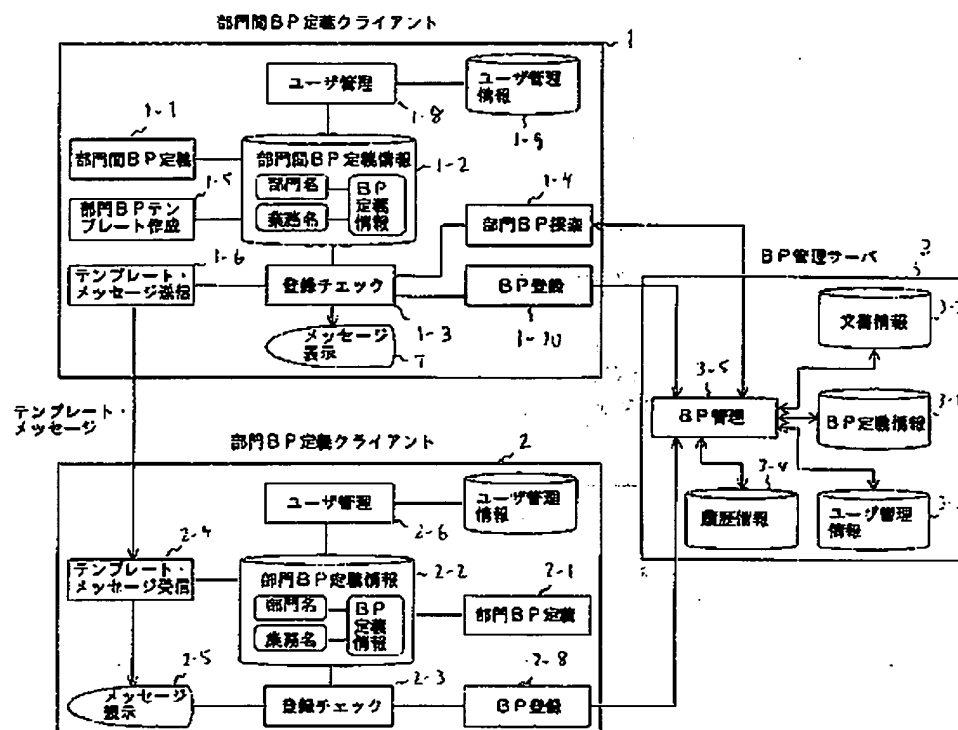 部門間BP定義クライアント
1
ユーザ管理
1-8
ユーザ管理
情報
1-9
1-1
部門間BP定義
部門間BP定義情報
1-2
部門名
業務名
BP
定義
情報
1-5
部門BPテン
プレート作成
1-4
部門BP検索
1-6
テンプレート・
メッセージ送信
登録チェック
1-3
BP登録
1-10
メッセージ
表示
BP管理サーバ
文書情報
3-5
BP管理
BP定義情報
3-4
履歴情報
ユーザ管理
情報
テンプレート・
メッセージ
部門BP定義クライアント
2
ユーザ管理
2-6
ユーザ管理
情報
2-4
テンプレート・
メッセージ受信
部門BP定義情報
2-2
部門名
業務名
BP
定義
情報
2-1
部門BP定義
2-5
メッセージ
表示
2-3
登録チェック
2-8
BP登録